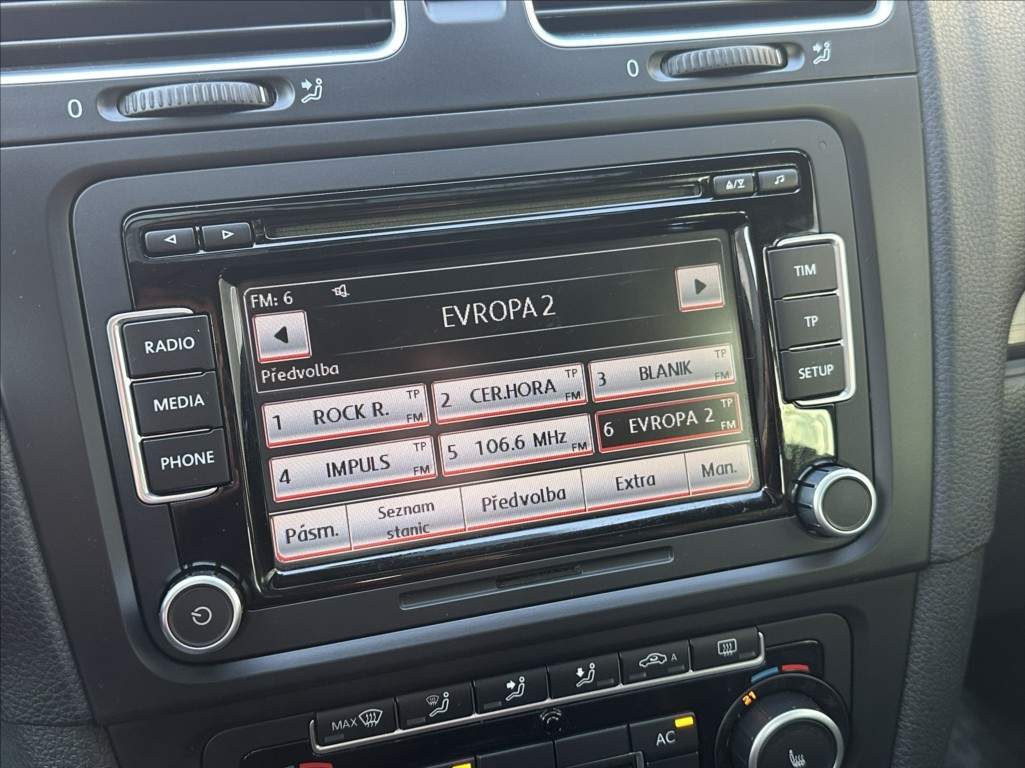 0
0
RADIO
MEDIA
PHONE
TIM
TP
SETUP
FM: 6
EVROPA 2
Předvolba
1 ROCK R. TP FM
2 CER.HORA TP FM
3 BLANIK TP FM
4 IMPULS TP FM
5 106.6 MHz FM
6 EVROPA 2 TP FM
Pásm.
Seznam
stanic
Předvolba
Extra
Man.
MAX
A
AC
21